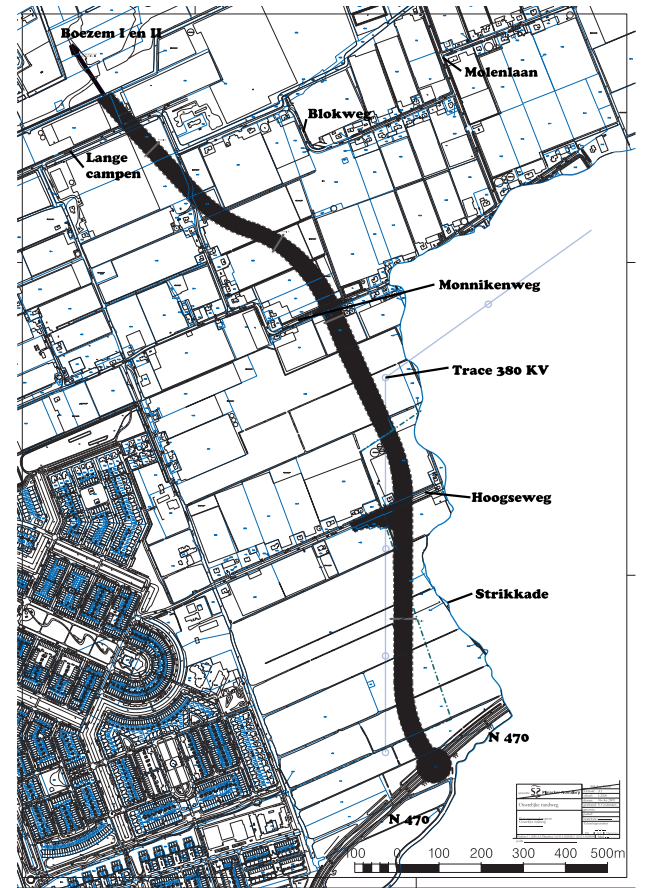 Boezem I en II
Molenlaan
Blokweg
Lange
campen
Monnikenweg
Trace 380 KV
Hoogseweg
Strikkade
N 470
N 470
100 0 100 200 300 400 500m